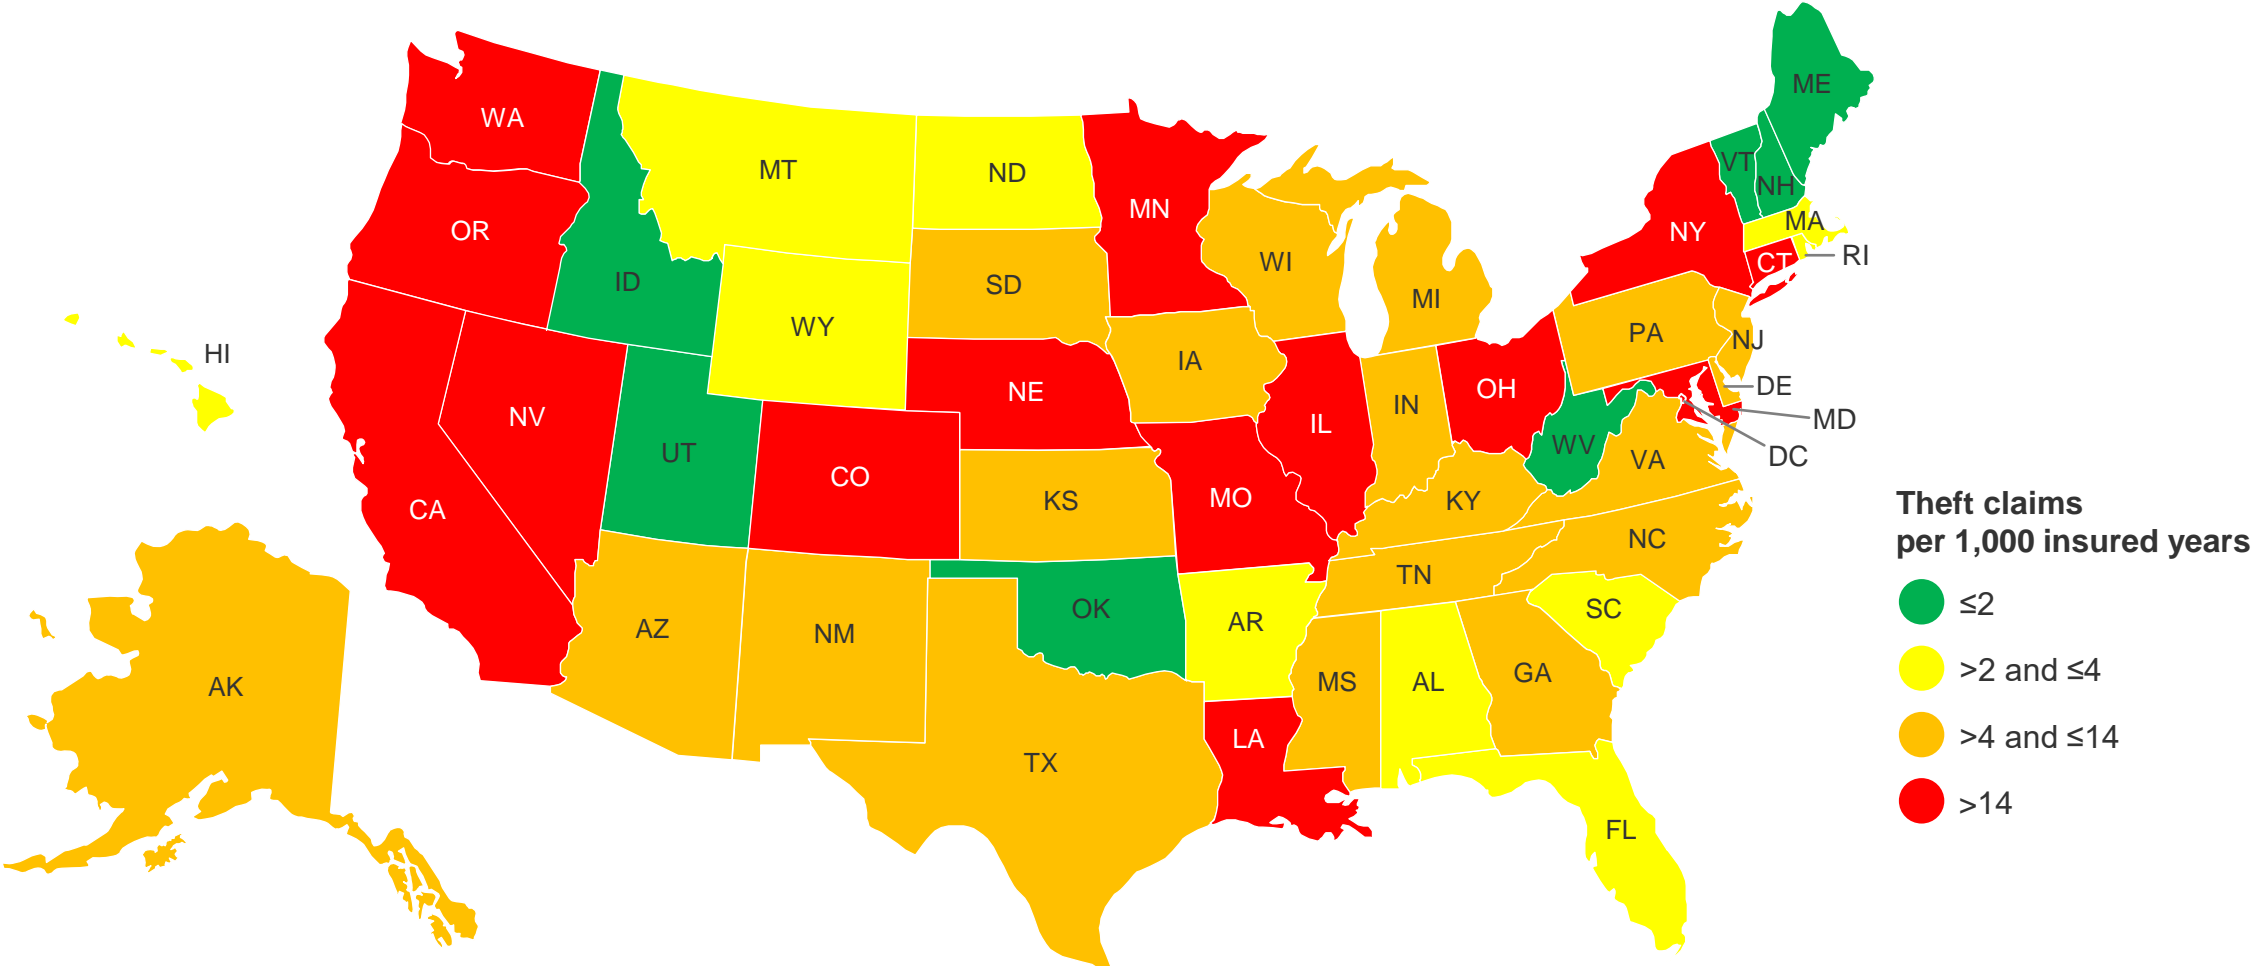 ME
WA
VT
MT
ND
NH
MN
MA
OR
NY
RI
WI
CT
ID
SD
MI
WY
PA
NJ
HI
IA
DE
NE
OH
IN
MD
NV
IL
WV
DC
UT
VA
CO
KS
MO
KY
CA
NC
TN
OK
SC
AR
AZ
NM
GA
MS
AL
AK
LA
TX
FL
Theft claims
per 1,000 insured years
≤2
>2 and ≤4
>4 and ≤14
>14